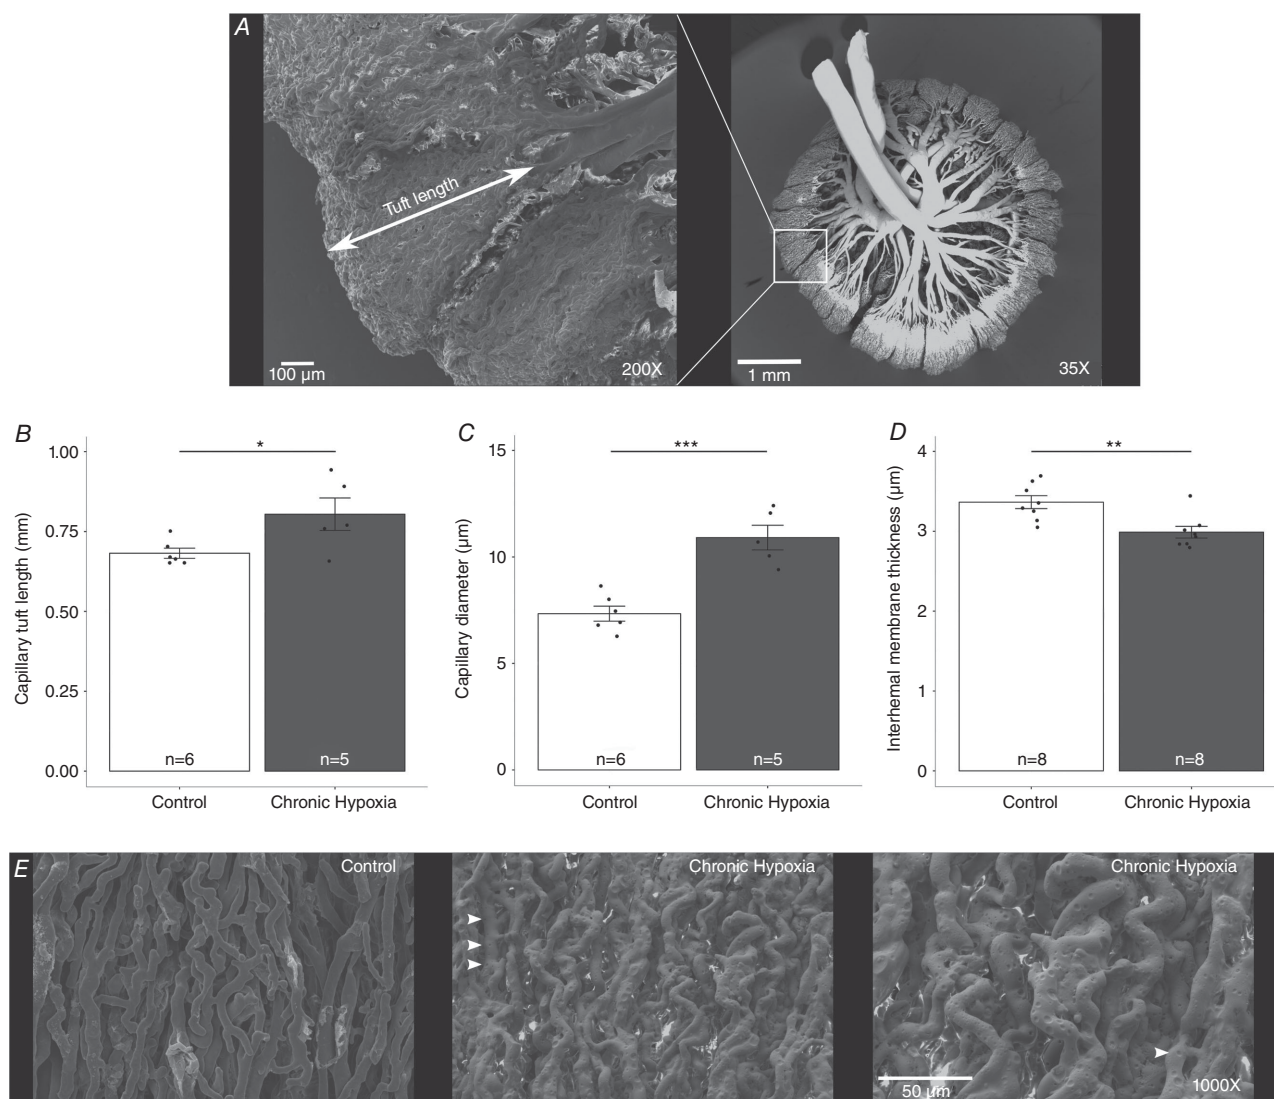 A
Tuft length
100 µm
200X
1 mm
35X
B
*
Capillary tuft length (mm)
1.00
0.75
0.50
0.25
0.00
n=6
n=5
Control
Chronic Hypoxia
C
***
Capillary diameter (µm)
15
10
5
0
n=6
n=5
Control
Chronic Hypoxia
D
**
Interhemal membrane thickness (µm)
4
3
2
1
0
n=8
n=8
Control
Chronic Hypoxia
E
Control
Chronic Hypoxia
Chronic Hypoxia
50 µm
1000X